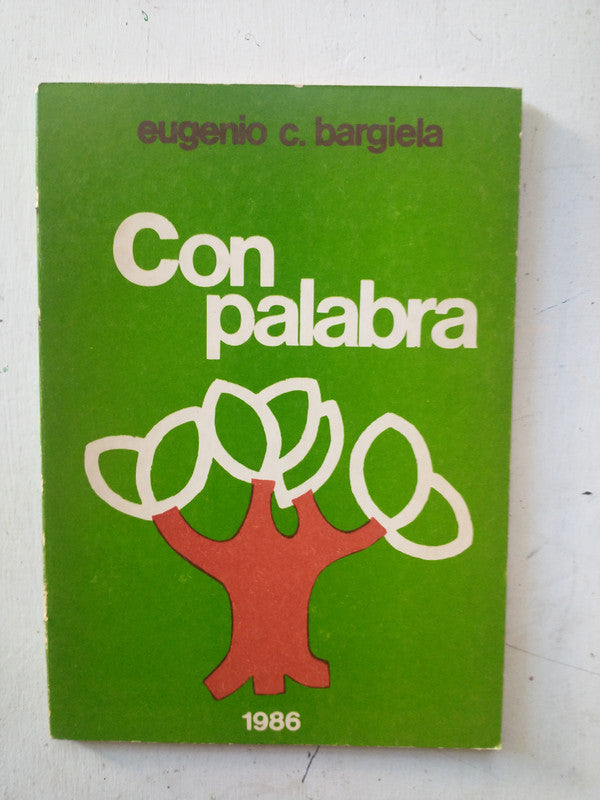 eugenio c. bargiela
Con
palabra
1986